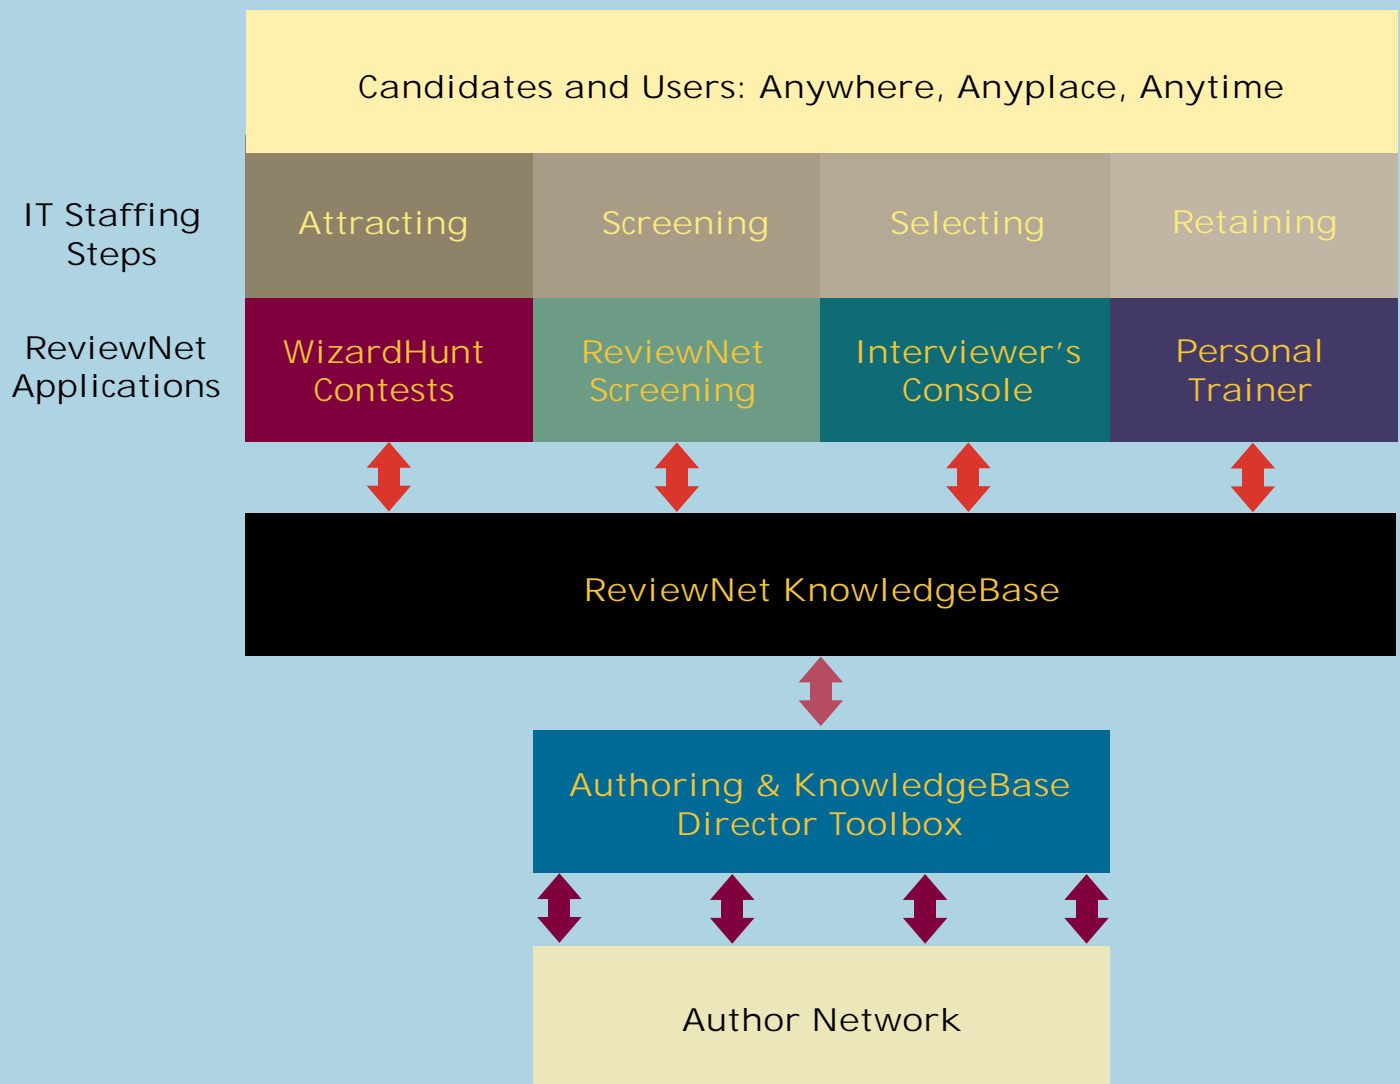 Candidates and Users: Anywhere, Anyplace, Anytime
IT Staffing
Steps
Attracting
Screening
Selecting
Retaining
ReviewNet
Applications
WizardHunt
Contests
ReviewNet
Screening
Interviewer's
Console
Personal
Trainer
ReviewNet KnowledgeBase
Authoring & KnowledgeBase
Director Toolbox
Author Network